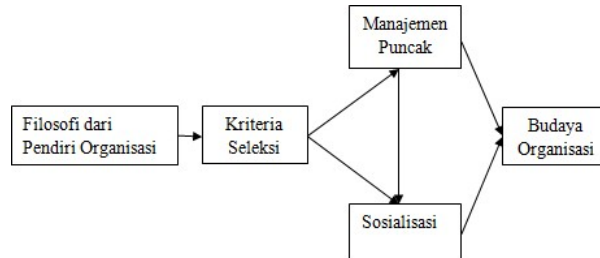 Manajemen
Puncak
Filosofi dari
Pendiri Organisasi
Kriteria
Seleksi
Budaya
Organisasi
Sosialisasi